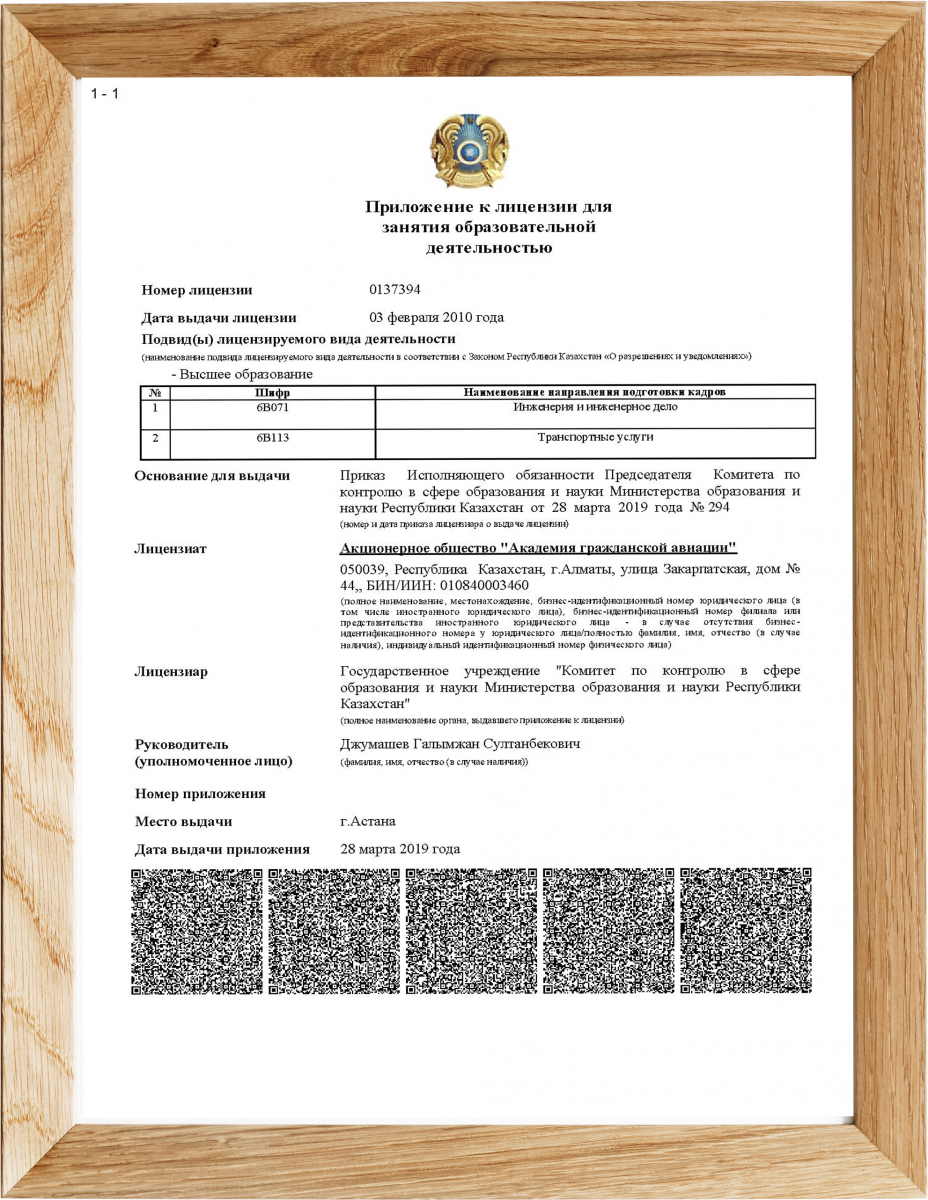 1 - 1
Приложение к лицензии для
занятия образовательной
деятельностью
Номер лицензии 0137394
Дата выдачи лицензии 03 февраля 2010 года
Подвид(ы) лицензируемого вида деятельности
(наименование подвида лицензируемого вида деятельности в соответствии с Законом Республики Казахстан «О разрешениях и уведомлениях»)
- Высшее образование
№ Шифр Наименование направления подготовки кадров
1 6B071 Инженерия и инженерное дело
2 6B113 Транспортные услуги
Основание для выдачи Приказ Исполняющего обязанности Председателя Комитета по
контролю в сфере образования и науки Министерства образования и
науки Республики Казахстан от 28 марта 2019 года № 294
(номер и дата приказа лицензиара о выдаче лицензии)
Лицензиат Акционерное общество "Академия гражданской авиации"
050039, Республика Казахстан, г.Алматы, улица Закарпатская, дом №
44,, БИН/ИИН: 010840003460
(полное наименование, местонахождение, бизнес-идентификационный номер юридического лица (в
том числе иностранного юридического лица), бизнес-идентификационный номер филиала или
представительства иностранного юридического лица - в случае отсутствия бизнес-
идентификационного номера у юридического лица/полностью фамилия, имя, отчество (в случае
наличия), индивидуальный идентификационный номер физического лица)
Лицензиар Государственное учреждение "Комитет по контролю в сфере
образования и науки Министерства образования и науки Республики
Казахстан"
(полное наименование органа, выдавшего приложение к лицензии)
Руководитель Джумашев Галымжан Султанбекович
(уполномоченное лицо) (фамилия, имя, отчество (в случае наличия))
Номер приложения
Место выдачи г.Астана
Дата выдачи приложения 28 марта 2019 года